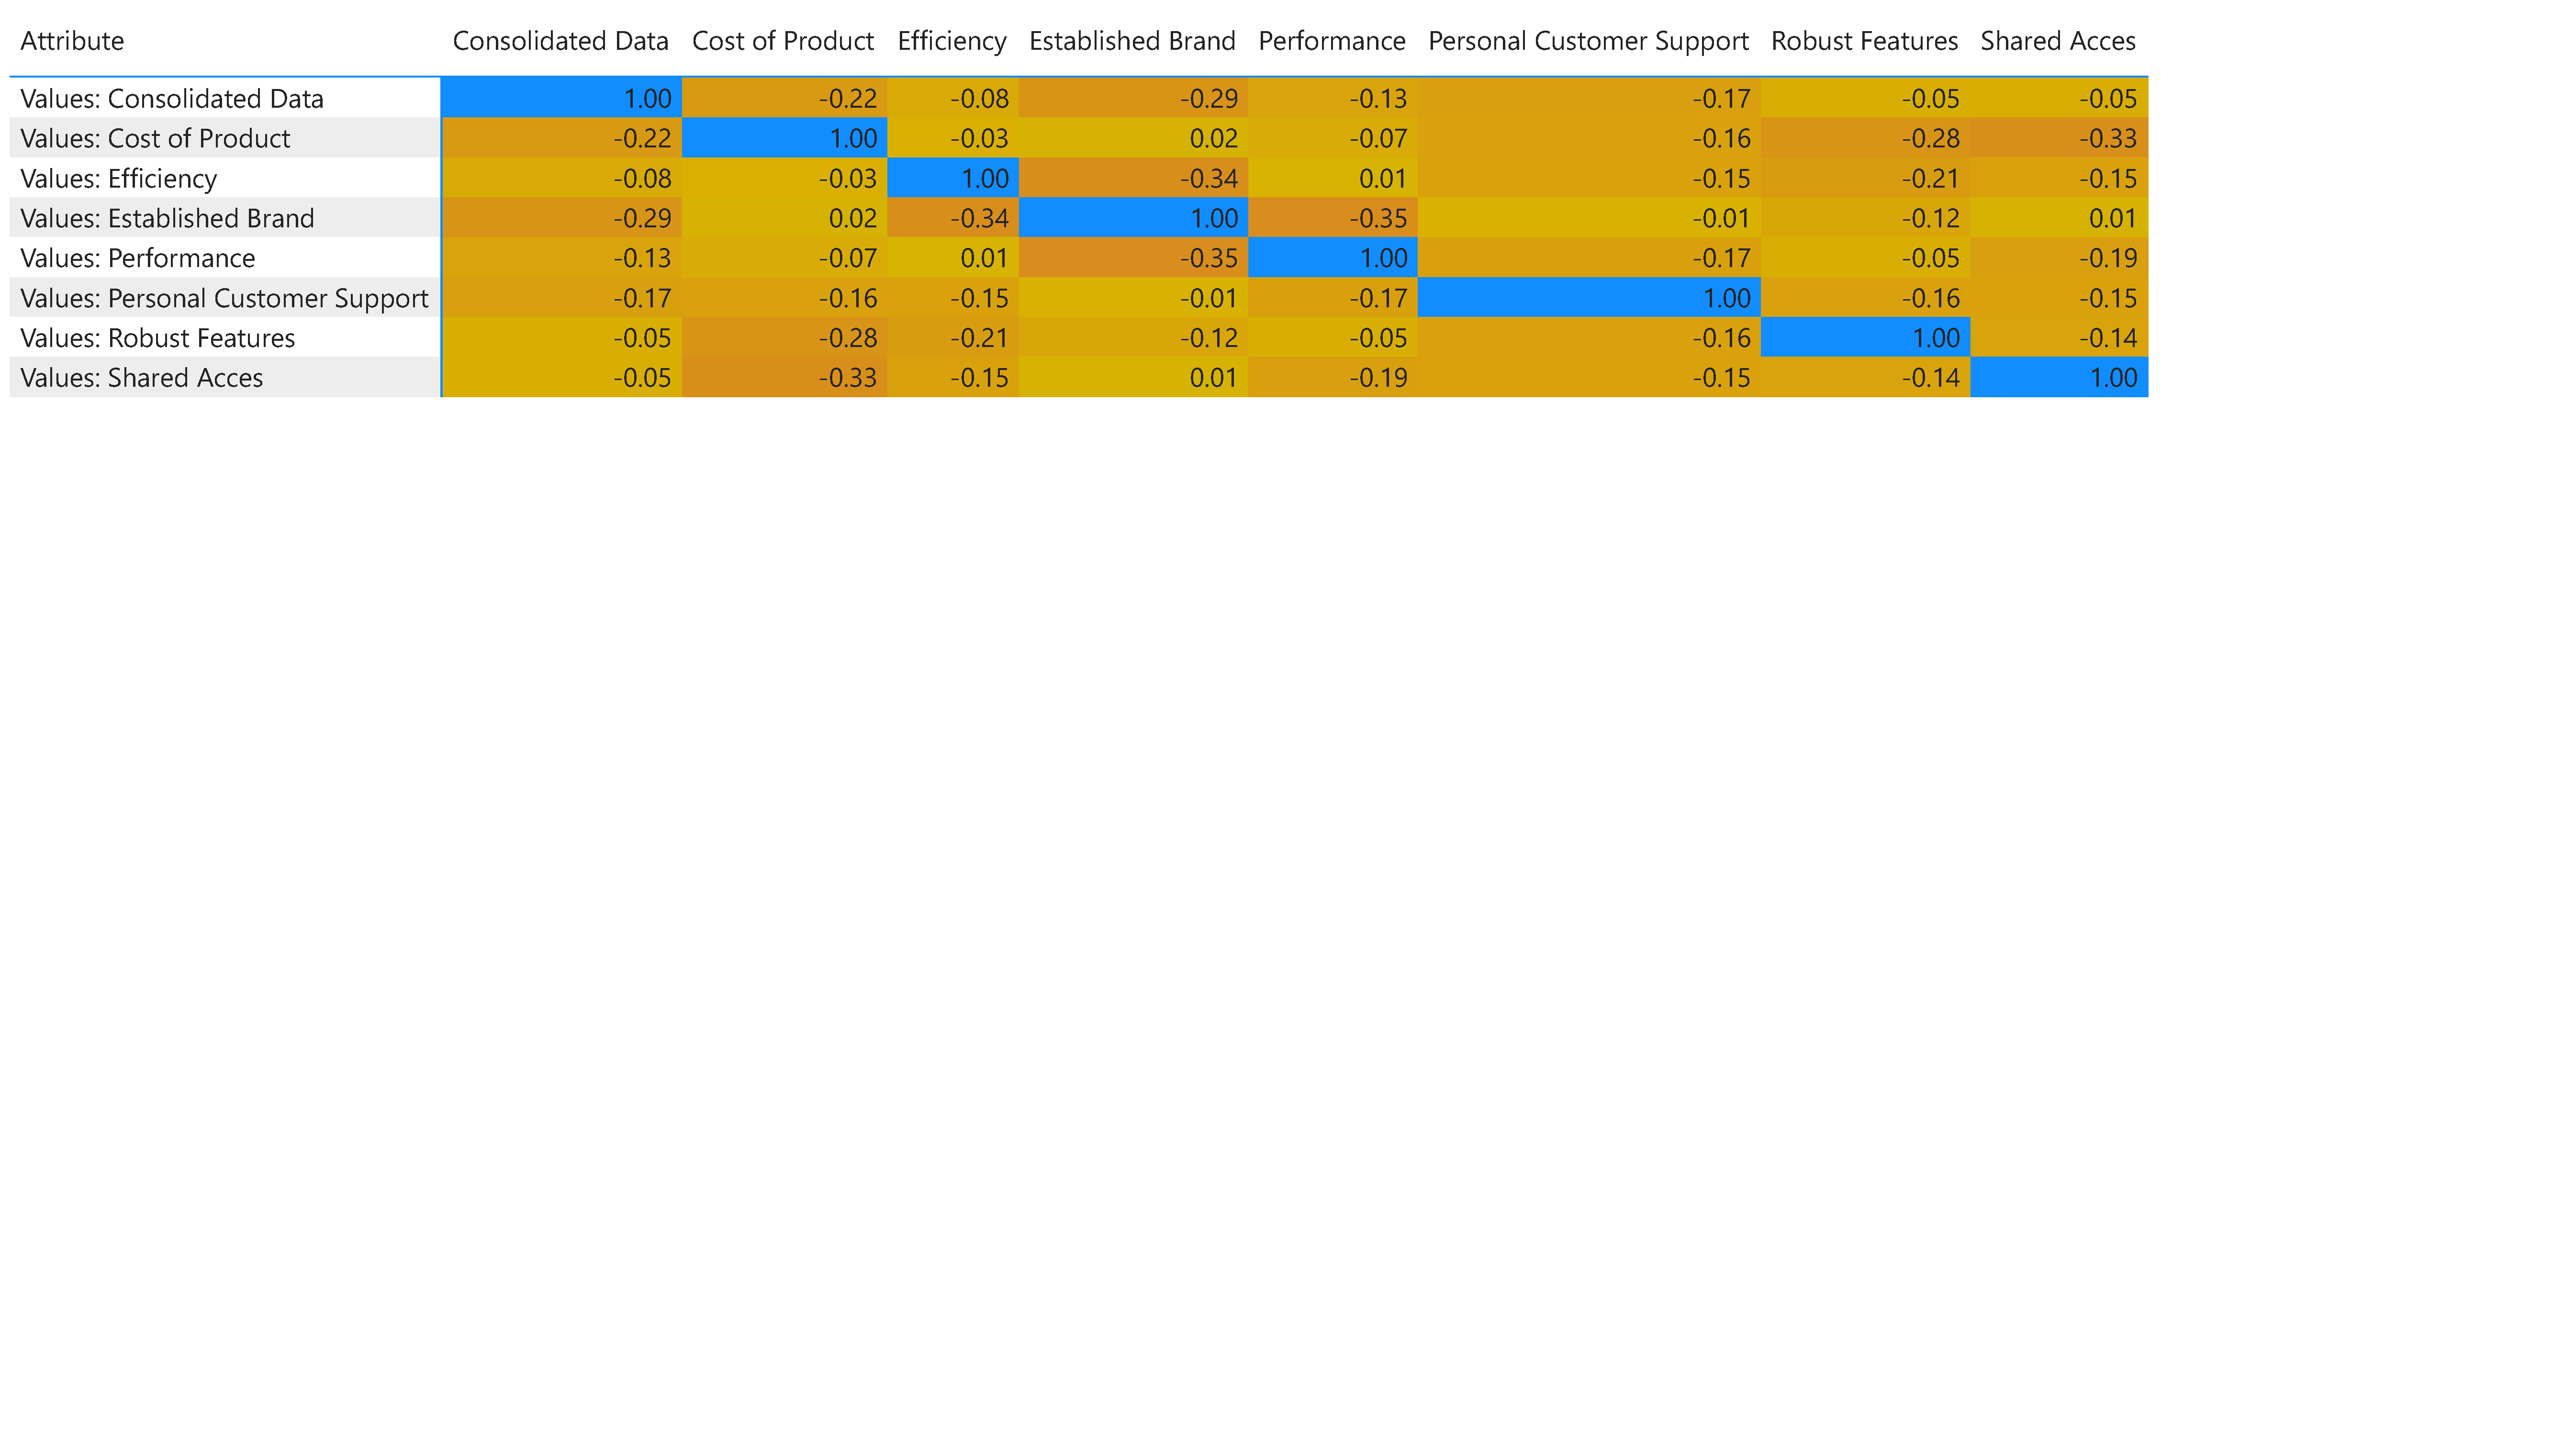 Attribute Consolidated Data Cost of Product Efficiency Established Brand Performance Personal Customer Support Robust Features Shared Acces
Values: Consolidated Data 1.00 -0.22 -0.08 -0.29 -0.13 -0.17 -0.05 -0.05
Values: Cost of Product -0.22 1.00 -0.03 0.02 -0.07 -0.16 -0.28 -0.33
Values: Efficiency -0.08 -0.03 1.00 -0.34 0.01 -0.15 -0.21 -0.15
Values: Established Brand -0.29 0.02 -0.34 1.00 -0.35 -0.01 -0.12 0.01
Values: Performance -0.13 -0.07 0.01 -0.35 1.00 -0.17 -0.05 -0.19
Values: Personal Customer Support -0.17 -0.16 -0.15 -0.01 -0.17 1.00 -0.16 -0.15
Values: Robust Features -0.05 -0.28 -0.21 -0.12 -0.05 -0.16 1.00 -0.14
Values: Shared Acces -0.05 -0.33 -0.15 0.01 -0.19 -0.15 -0.14 1.00